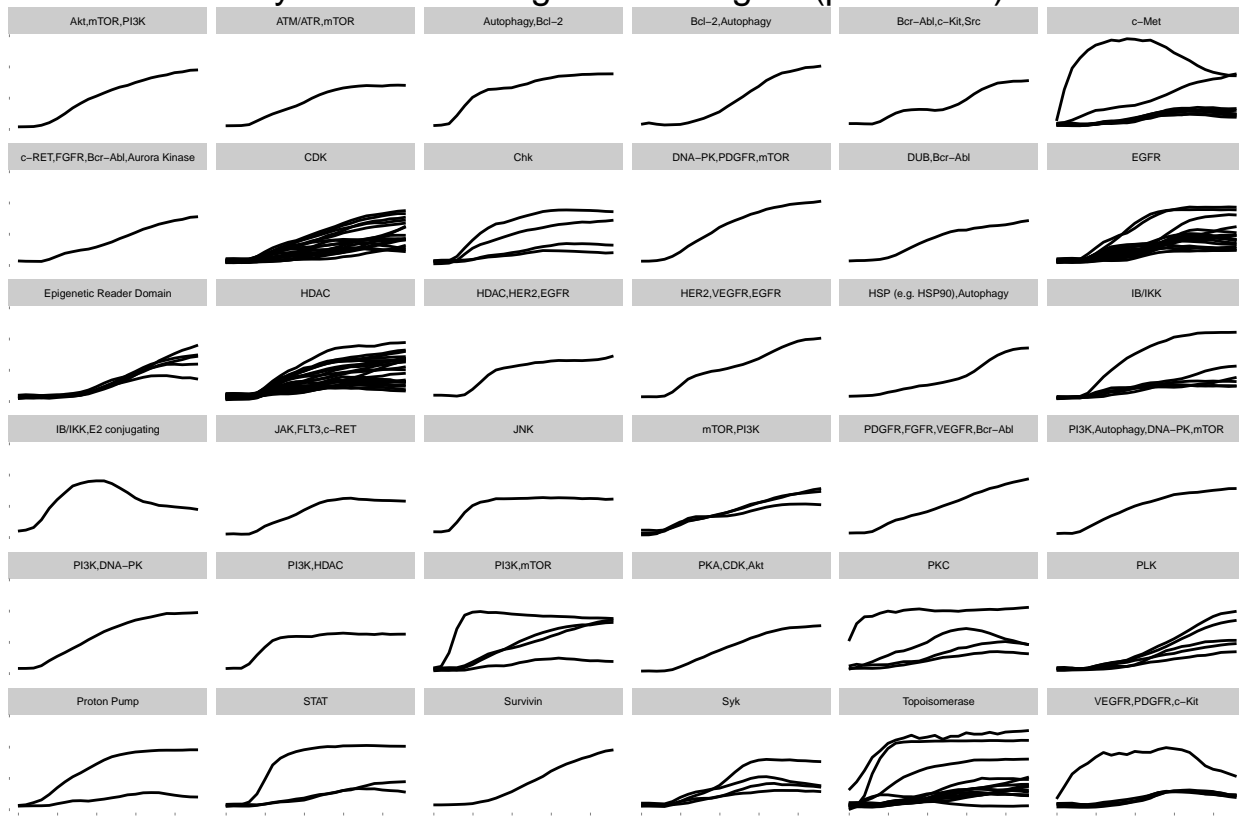 Akt,mTOR,PI3K
ATM/ATR,mTOR
Autophagy,Bcl−2
Bcl−2,Autophagy
Bcr−Abl,c−Kit,Src
c−Met
c−RET,FGFR,Bcr−Abl,Aurora Kinase
CDK
Chk
DNA−PK,PDGFR,mTOR
DUB,Bcr−Abl
EGFR
Epigenetic Reader Domain
HDAC
HDAC,HER2,EGFR
HER2,VEGFR,EGFR
HSP (e.g. HSP90),Autophagy
IB/IKK
IB/IKK,E2 conjugating
JAK,FLT3,c−RET
JNK
mTOR,PI3K
PDGFR,FGFR,VEGFR,Bcr−Abl
PI3K,Autophagy,DNA−PK,mTOR
PI3K,DNA−PK
PI3K,HDAC
PI3K,mTOR
PKA,CDK,Akt
PKC
PLK
Proton Pump
STAT
Survivin
Syk
Topoisomerase
VEGFR,PDGFR,c−Kit